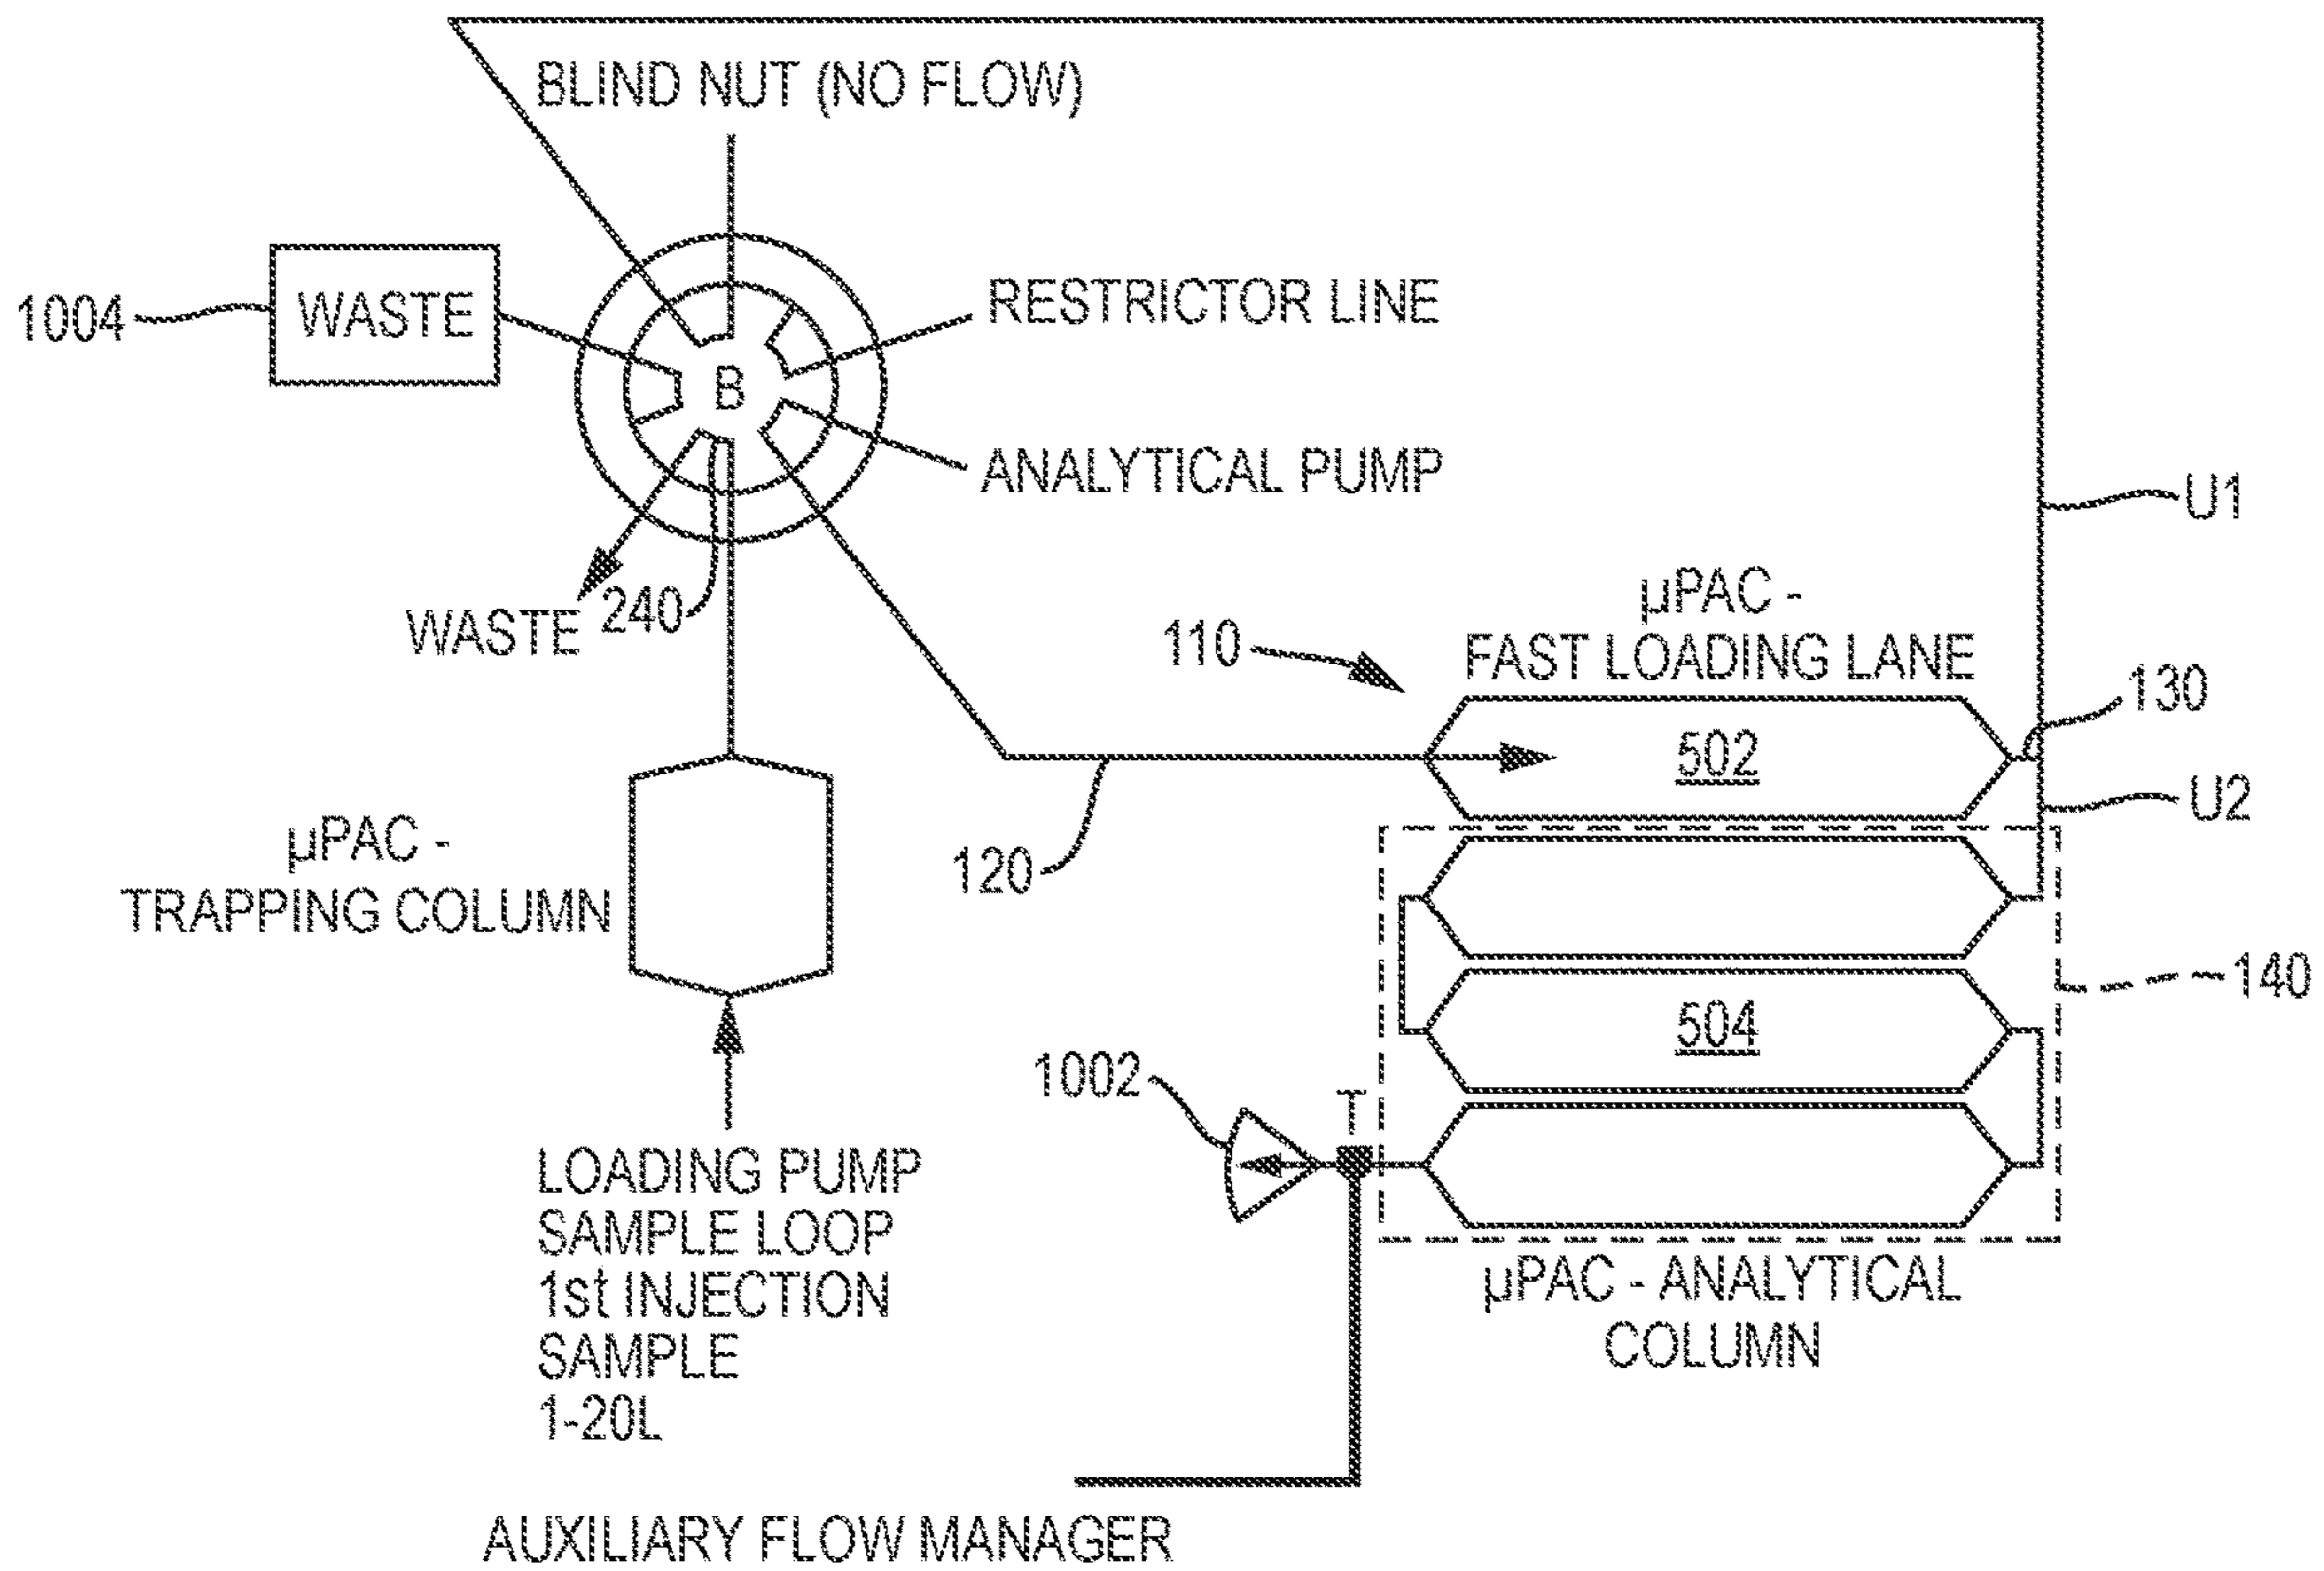 BLIND NUT (NO FLOW)
1004
WASTE
RESTRICTOR LINE
B
ANALYTICAL PUMP
U1
WASTE
240
110
µPAC -
FAST LOADING LANE
130
502
U2
120
µPAC -
TRAPPING COLUMN
140
504
1002
T
LOADING PUMP
SAMPLE LOOP
1st INJECTION
SAMPLE
1-20L
µPAC - ANALYTICAL
COLUMN
AUXILIARY FLOW MANAGER